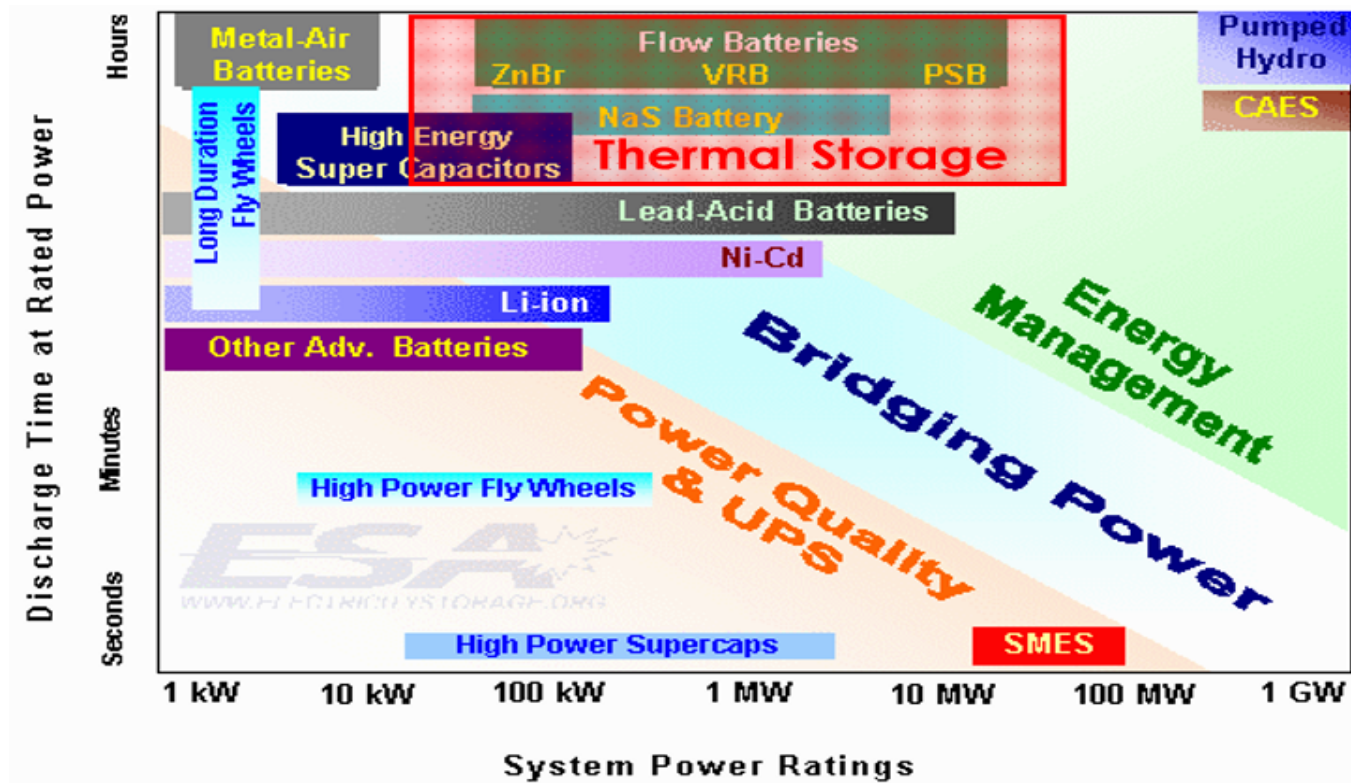 Discharge Time at Rated Power
Hours
Minutes
Seconds
Metal-Air
Batteries
Flow Batteries
ZnBr VRB PSB
Pumped
Hydro
CAES
NaS Battery
Thermal Storage
High Energy
Super Capacitors
Long Duration
Fly Wheels
Lead-Acid Batteries
Ni-Cd
Li-ion
Other Adv. Batteries
Energy
Management
Bridging Power
Power Quality
& UPS
High Power Fly Wheels
ESA
WWW.ELECTRICITYSTORAGE.ORG
High Power Supercaps
SMES
1 kW 10 kW 100 kW 1 MW 10 MW 100 MW 1 GW
System Power Ratings